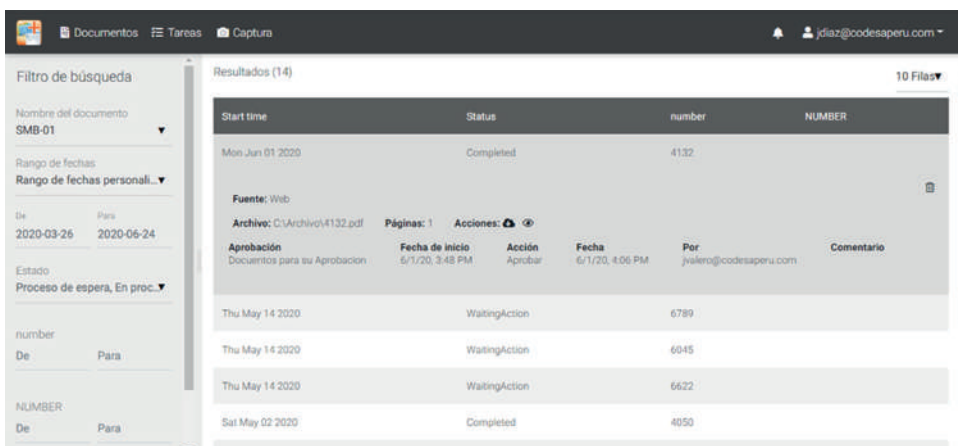 Documentos Tareas Captura jdiaz@codesaperu.com
Filtro de búsqueda
Nombre del documento
SMB-01
Rango de fechas
Rango de fechas personali...
De Para
2020-03-26 2020-06-24
Estado
Proceso de espera, En proc...
number
De Para
NUMBER
De Para
Resultados (14)
10 Filas
Start time Status number NUMBER
Mon Jun 01 2020 Completed 4132
Fuente: Web
Archivo: C:\Archivo\4132.pdf Páginas: 1 Acciones:
Aprobación Fecha de inicio Acción Fecha Por Comentario
Docuentos para su Aprobacion 6/1/20, 3:48 PM Aprobar 6/1/20, 4:06 PM jvalero@codesaperu.com
Thu May 14 2020 WaitingAction 6789
Thu May 14 2020 WaitingAction 6045
Thu May 14 2020 WaitingAction 6622
Sat May 02 2020 Completed 4050